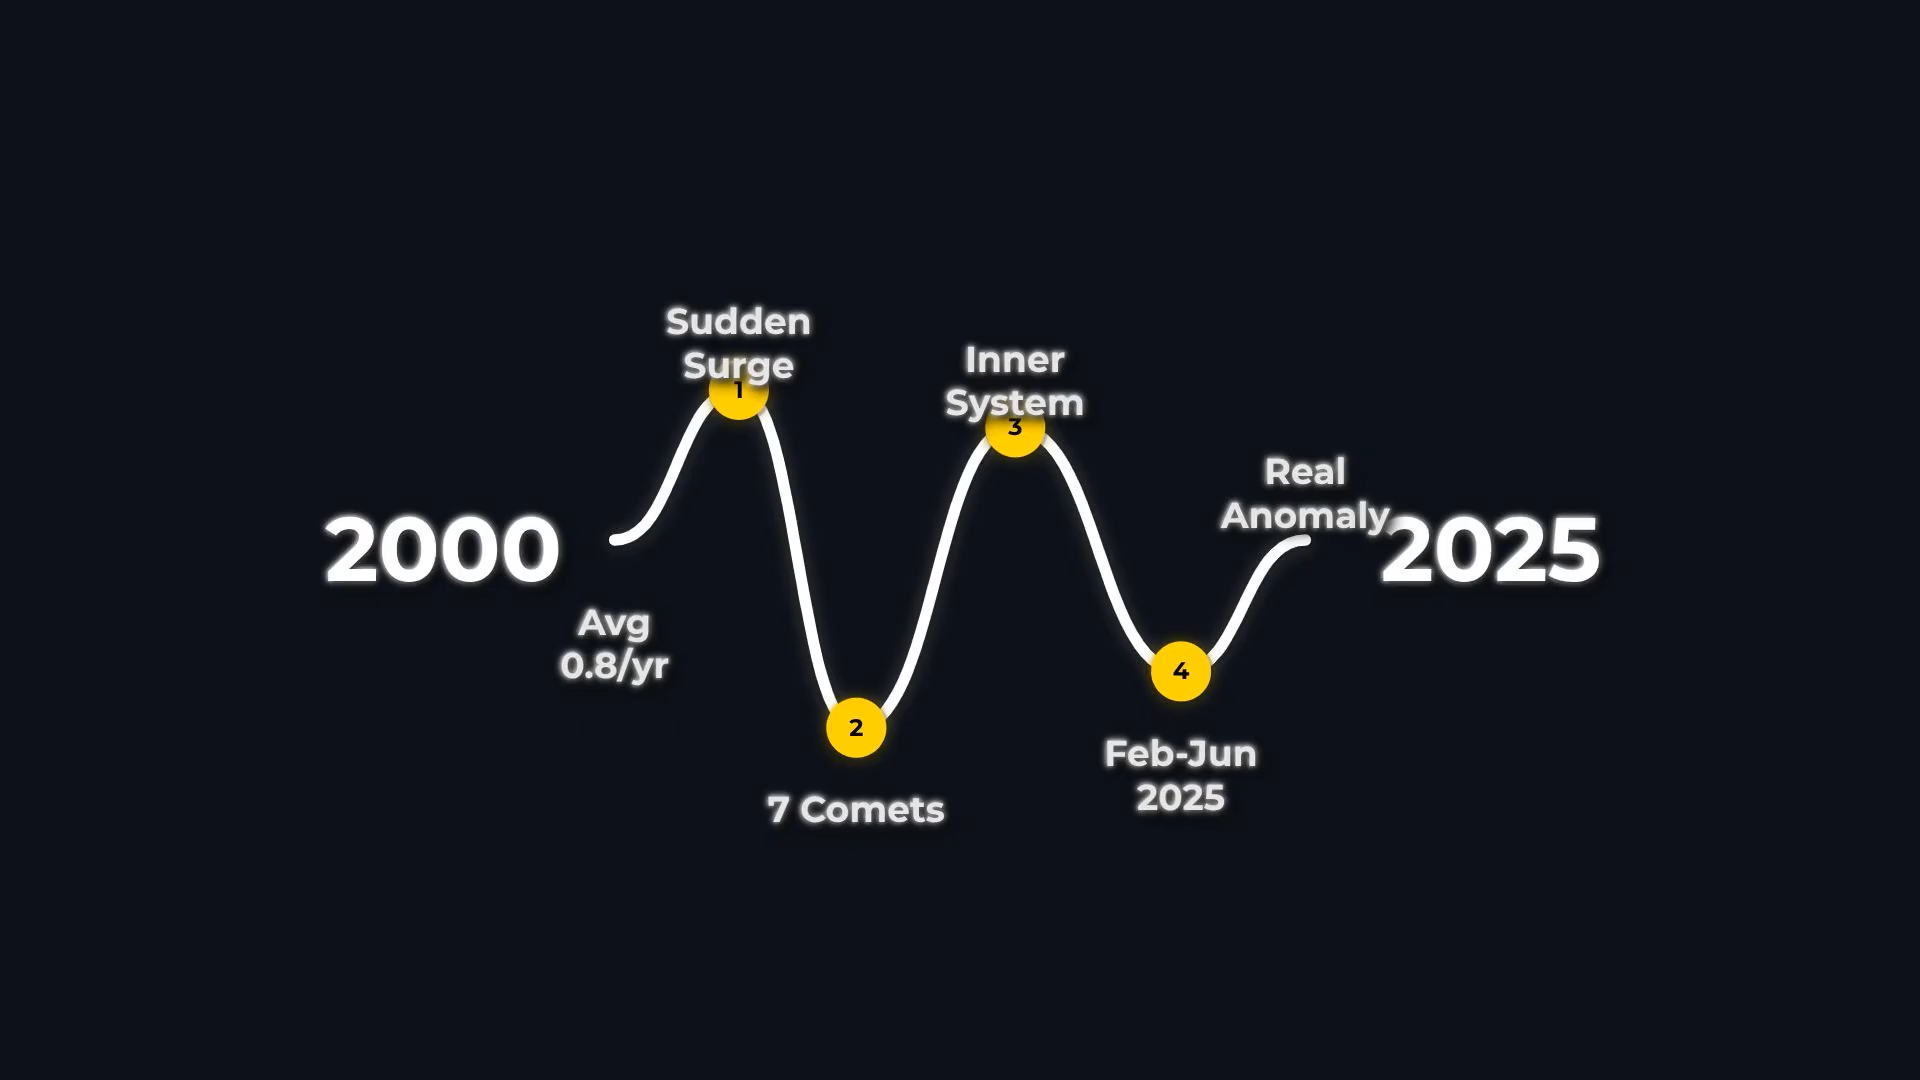 2000
Avg
0.8/yr
Sudden
Surge
1
2
7 Comets
Inner
System
3
4
Feb-Jun
2025
Real
Anomaly
2025